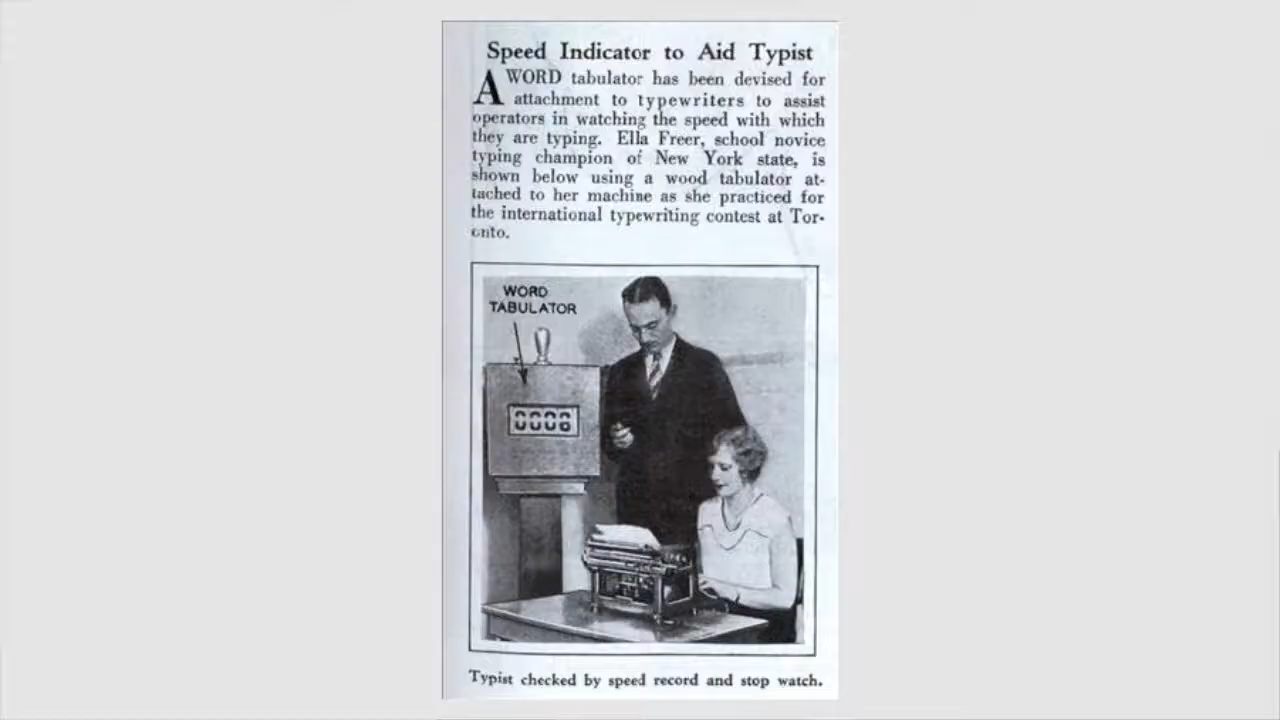 Speed Indicator to Aid Typist
A WORD tabulator has been devised for
attachment to typewriters to assist
operators in watching the speed with which
they are typing. Ella Freer, school novice
typing champion of New York state, is
shown below using a wood tabulator at-
tached to her machine as she practiced for
the international typewriting contest at Tor-
onto.
WORD
TABULATOR
0006
Typist checked by speed record and stop watch.